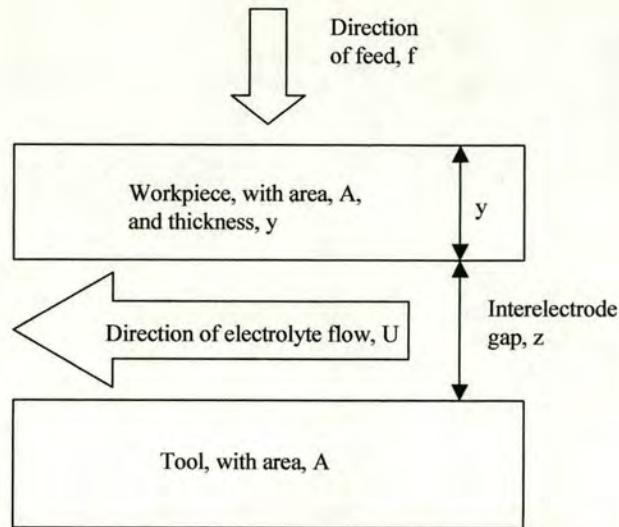 Direction
of feed, f
Workpiece, with area, A,
and thickness, y
y
Interelectrode
gap, z
Direction of electrolyte flow, U
Tool, with area, A